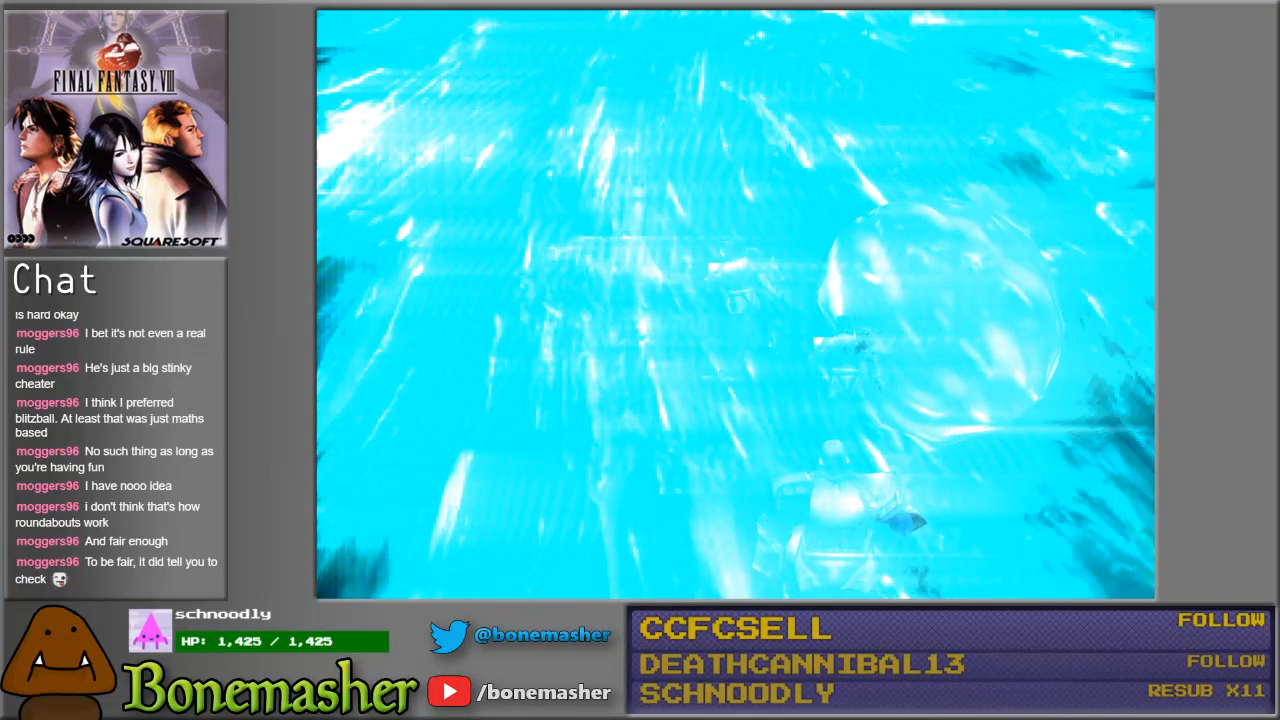 FINAL FANTASY VIII
SQUARESOFT
Chat
is hard okay
moggers96 I bet it's not even a real
rule
moggers96 He's just a big stinky
cheater
moggers96 I think I preferred
blitzball. At least that was just maths
based
moggers96 No such thing as long as
you're having fun
moggers96 I have nooo idea
moggers96 i don't think that's how
roundabouts work
moggers96 And fair enough
moggers96 To be fair, it did tell you to
check
schnoodly
HP: 1,425 / 1,425
Bonemasher
@bonemasher
/bonemasher
CCFCSELL FOLLOW
DEATHCANNIBAL13 FOLLOW
SCHNOODLY RESUB X11